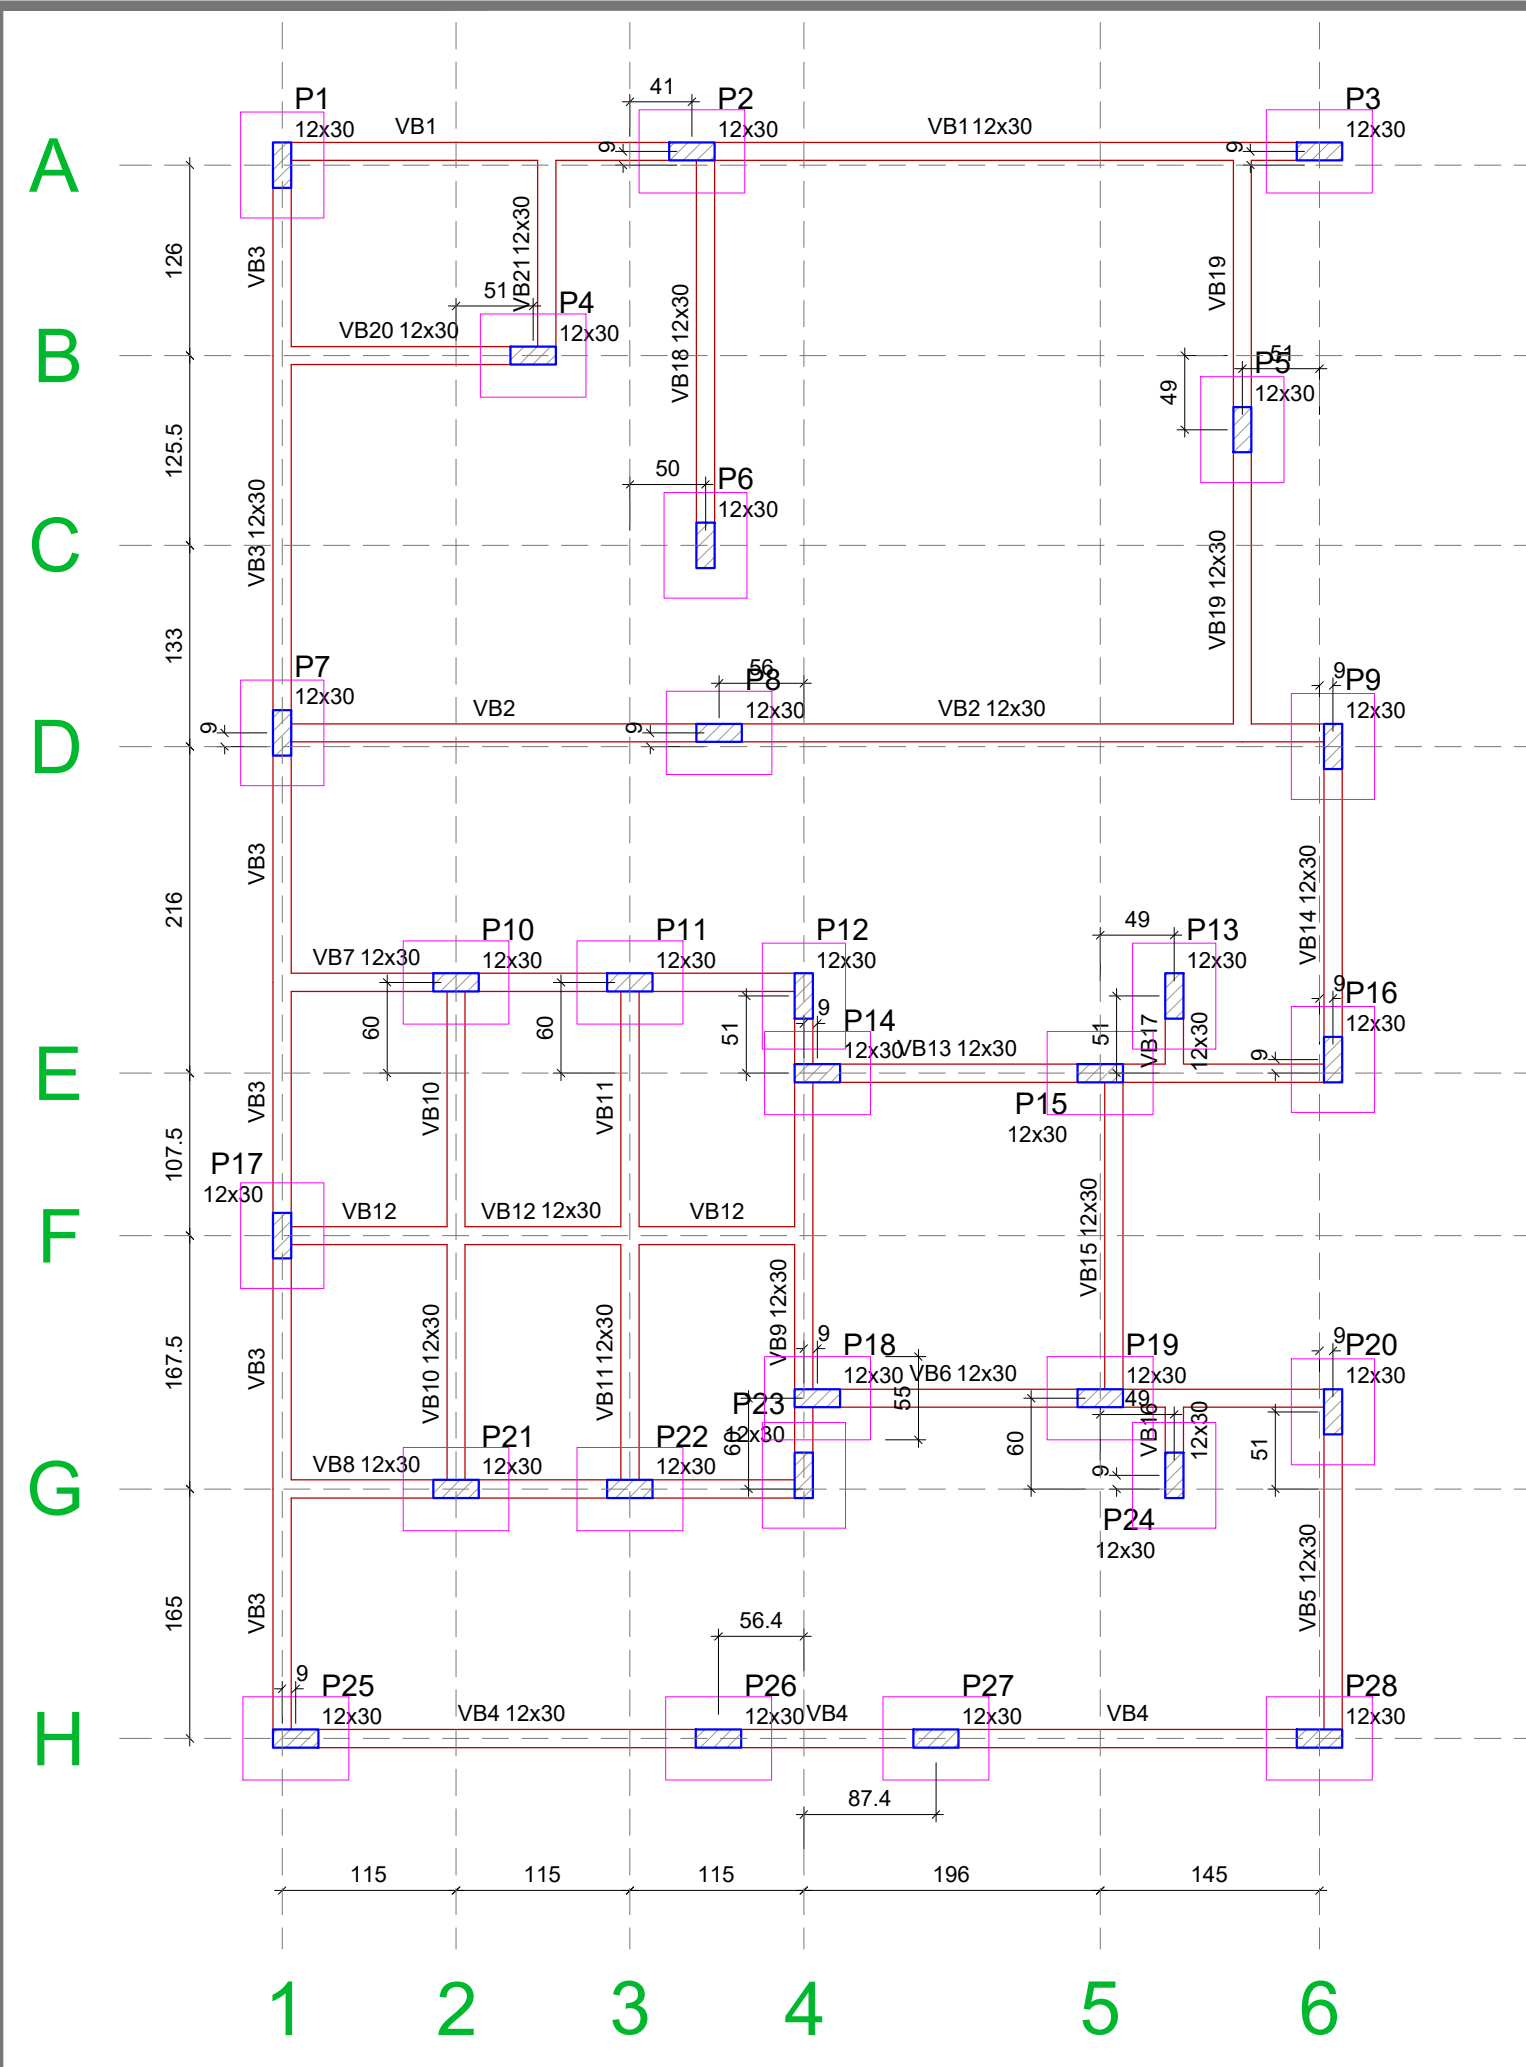 41
P1
12x30
VB1
P2
12x30
VB1 12x30
P3
12x30
9
9
A
126
VB3
VB21 12x30
51
P4
12x30
VB20 12x30
VB18 12x30
VB19
B
51
P5
12x30
49
125.5
50
P6
12x30
VB3 12x30
VB19 12x30
C
133
P7
12x30
56
P8
12x30
9
P9
12x30
VB2
VB2 12x30
9
9
D
216
VB3
VB14 12x30
P10
12x30
P11
12x30
P12
12x30
49
P13
12x30
VB7 12x30
60
60
51
9
P14
12x30
VB13 12x30
51
VB17
12x30
9
P16
12x30
9
E
VB3
VB10
VB11
P15
12x30
107.5
P17
12x30
VB12
VB12 12x30
VB12
VB15 12x30
F
167.5
VB3
VB10 12x30
VB11 12x30
VB9 12x30
9
P18
12x30
VB6 12x30
55
P19
12x30
9
P20
12x30
P23
12x30
60
49
60
VB16
12x30
9
51
P21
12x30
P22
12x30
VB8 12x30
G
P24
12x30
165
VB3
VB5 12x30
56.4
9
P25
12x30
VB4 12x30
P26
12x30
VB4
P27
12x30
VB4
P28
12x30
H
87.4
115
115
115
196
145
1
2
3
4
5
6